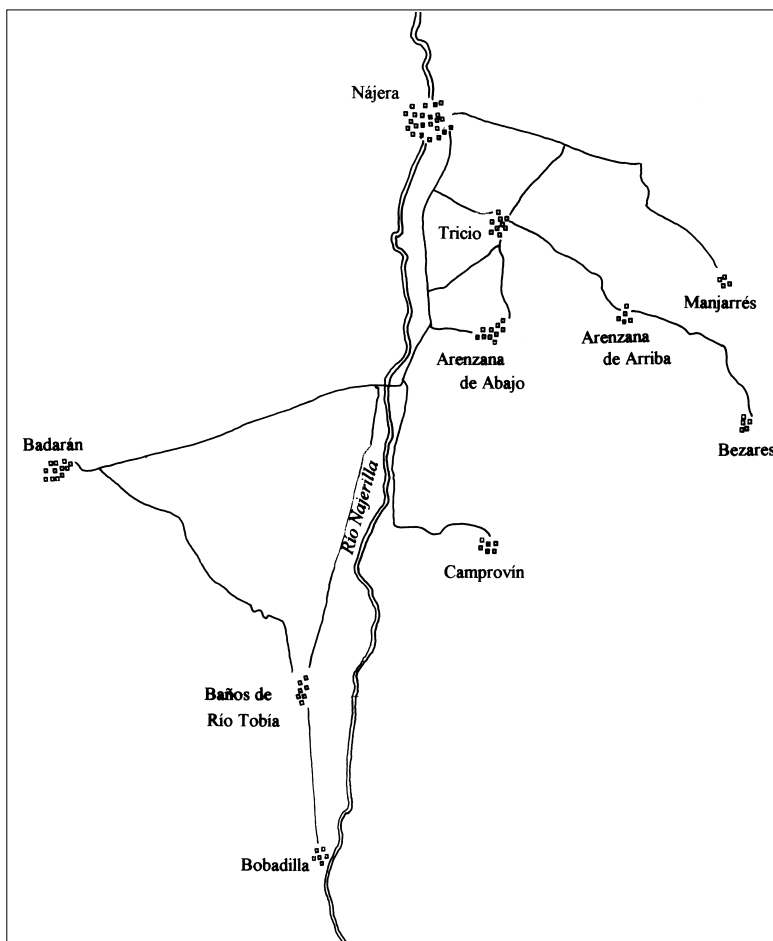 Nájera
Tricio
Manjarrés
Arenzana
de Arriba
Arenzana
de Abajo
Bezares
Badarán
Río Najerilla
Camprovín
Baños de
Río Tobía
Bobadilla